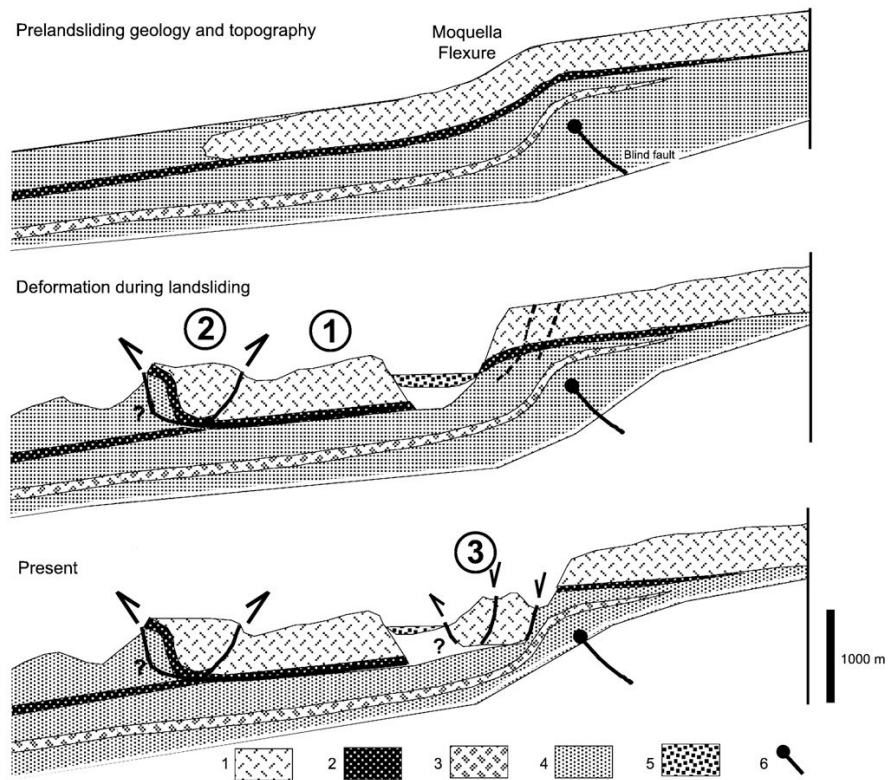 Prelandsliding geology and topography
Moquella
Flexure
Blind fault
Deformation during landsliding
2
1
?
3
Present
?
?
1000 m
1
2
3
4
5
6